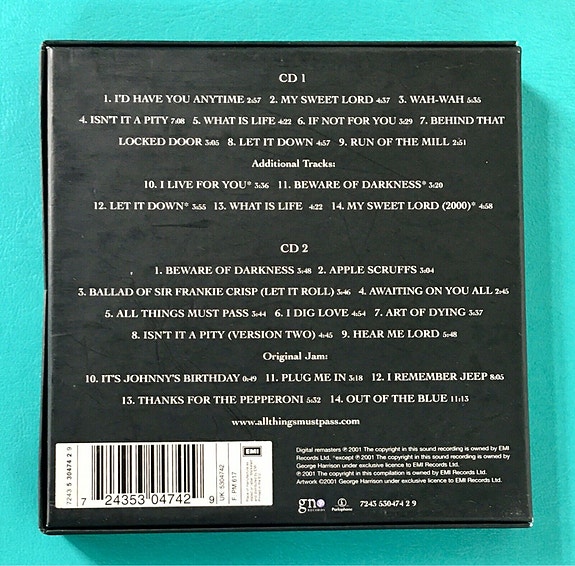 CD 1
1. I'D HAVE YOU ANYTIME 2:57 2. MY SWEET LORD 4:37 3. WAH-WAH 5:35
4. ISN'T IT A PITY 7:08 5. WHAT IS LIFE 4:22 6. IF NOT FOR YOU 3:29 7. BEHIND THAT
LOCKED DOOR 3:05 8. LET IT DOWN 4:57 9. RUN OF THE MILL 2:51
Additional Tracks:
10. I LIVE FOR YOU* 3:36 11. BEWARE OF DARKNESS* 3:20
12. LET IT DOWN* 3:55 13. WHAT IS LIFE 4:22 14. MY SWEET LORD (2000)* 4:58
CD 2
1. BEWARE OF DARKNESS 3:48 2. APPLE SCRUFFS 3:04
3. BALLAD OF SIR FRANKIE CRISP (LET IT ROLL) 3:46 4. AWAITING ON YOU ALL 2:45
5. ALL THINGS MUST PASS 3:44 6. I DIG LOVE 4:54 7. ART OF DYING 3:37
8. ISN'T IT A PITY (VERSION TWO) 4:45 9. HEAR ME LORD 5:48
Original Jam:
10. IT'S JOHNNY'S BIRTHDAY 0:49 11. PLUG ME IN 3:18 12. I REMEMBER JEEP 8:05
13. THANKS FOR THE PEPPERONI 5:32 14. OUT OF THE BLUE 11:13
www.allthingsmustpass.com
7243 5 30474 2 9
7 24353 04742 9
UK: 5304742
F: PM 617
EMI
Digital remasters ℗ 2001 The copyright in this sound recording is owned by EMI
Records Ltd. *except ℗ 2001 The copyright in this sound recording is owned by
George Harrison under exclusive licence to EMI Records Ltd.
℗ 2001 The copyright in this compilation is owned by EMI Records Ltd.
Artwork ©2001 George Harrison under exclusive licence to EMI Records Ltd.
gn
RECORDS
Parlophone
7243 530474 2 9